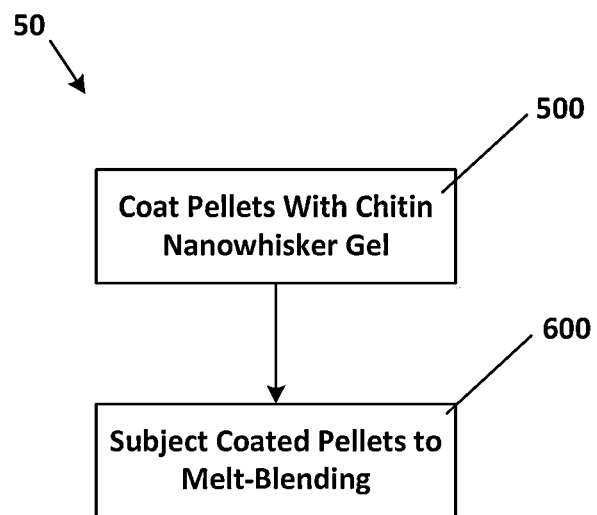 50
500
Coat Pellets With Chitin
Nanowhisker Gel
600
Subject Coated Pellets to
Melt-Blending